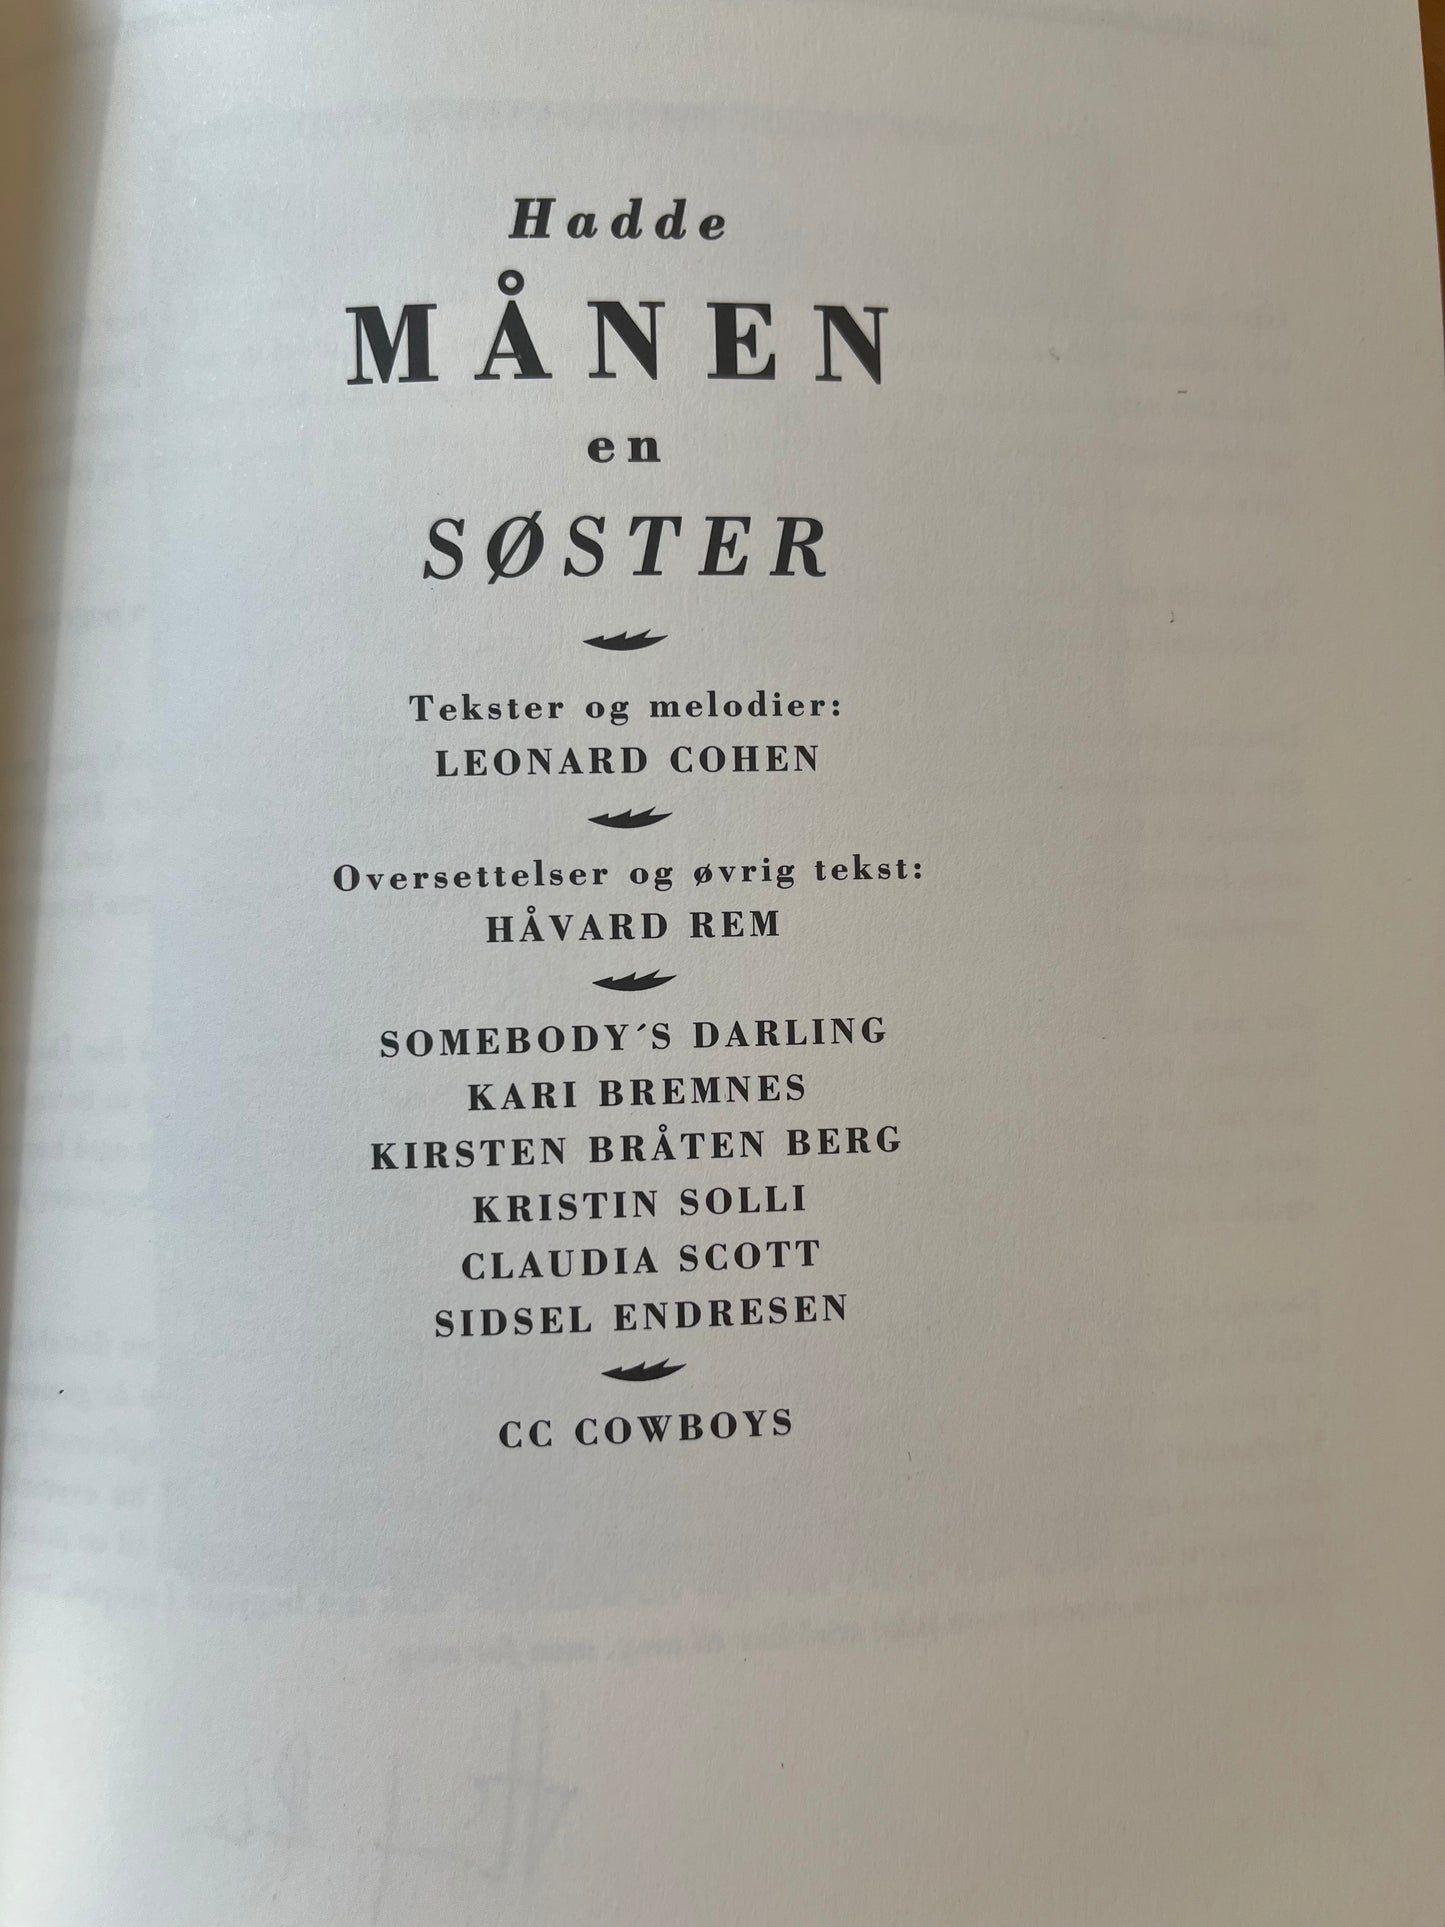 Hadde
MÅNEN
en
SØSTER
Tekster og melodier:
LEONARD COHEN
Oversettelser og øvrig tekst:
HÅVARD REM
SOMEBODY´S DARLING
KARI BREMNES
KIRSTEN BRÅTEN BERG
KRISTIN SOLLI
CLAUDIA SCOTT
SIDSEL ENDRESEN
CC COWBOYS